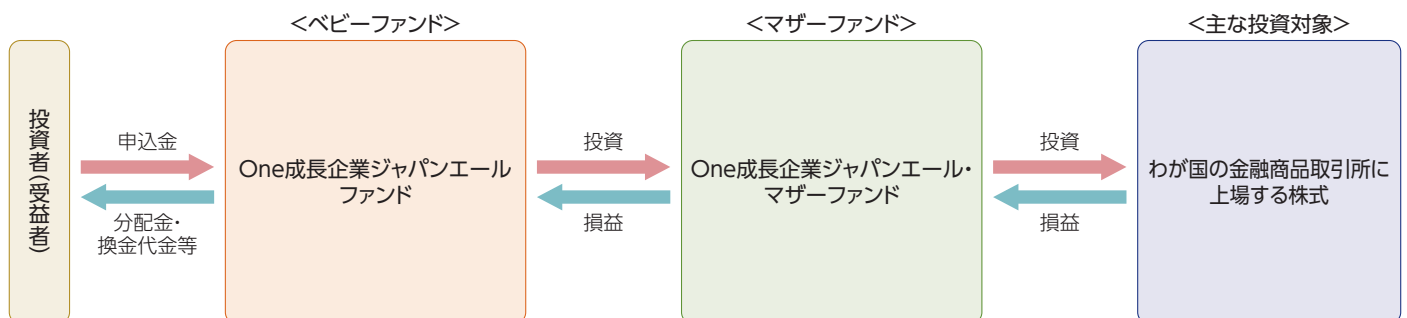 <ベビーファンド>
<マザーファンド>
<主な投資対象>
投資者(受益者)
申込金
分配金・
換金代金等
One成長企業ジャパンエール
ファンド
投資
損益
One成長企業ジャパンエール・
マザーファンド
投資
損益
わが国の金融商品取引所に
上場する株式